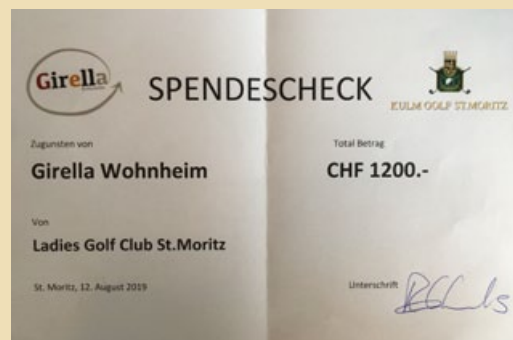 Girella
SPENDESCHECK
KULM GOLF ST.MORITZ
Zugunsten von
Total Betrag
Girella Wohnheim
CHF 1200.-
Von
Ladies Golf Club St.Moritz
St. Moritz, 12. August 2019
Unterschrift